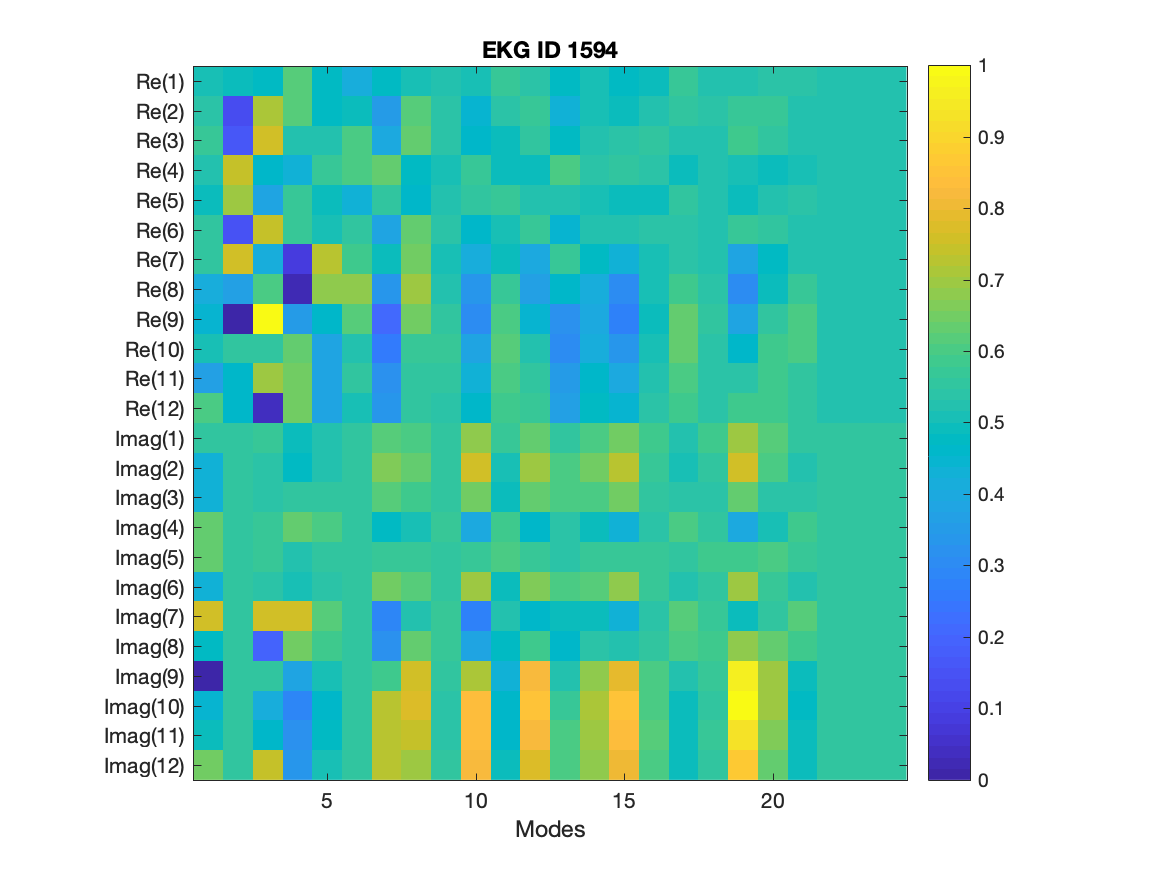 EKG ID 1594
Re(1)
Re(2)
Re(3)
Re(4)
Re(5)
Re(6)
Re(7)
Re(8)
Re(9)
Re(10)
Re(11)
Re(12)
Imag(1)
Imag(2)
Imag(3)
Imag(4)
Imag(5)
Imag(6)
Imag(7)
Imag(8)
Imag(9)
Imag(10)
Imag(11)
Imag(12)
5 10 15 20
Modes
1
0.9
0.8
0.7
0.6
0.5
0.4
0.3
0.2
0.1
0